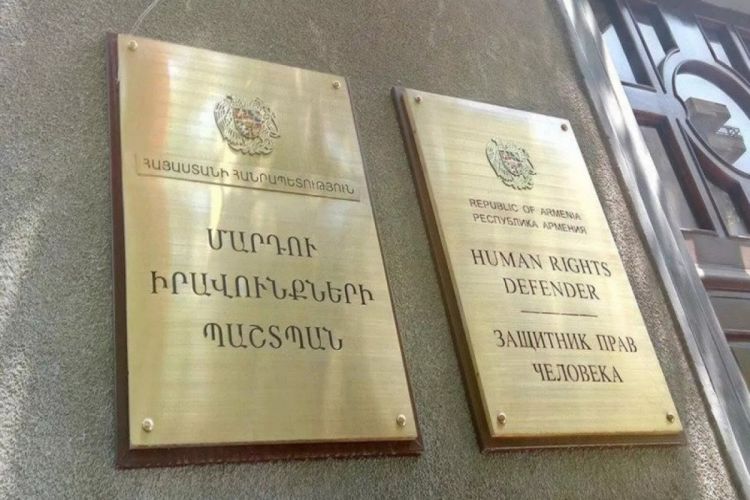 ՀԱՅԱՍՏԱՆԻ ՀԱՆՐԱՊԵՏՈՒԹՅՈՒՆ
ՄԱՐԴՈՒ
ԻՐԱՎՈՒՆՔՆԵՐԻ
ՊԱՇՏՊԱՆ
REPUBLIC OF ARMENIA
РЕСПУБЛИКА АРМЕНИЯ
HUMAN RIGHTS
DEFENDER
ЗАЩИТНИК ПРАВ
ЧЕЛОВЕКА